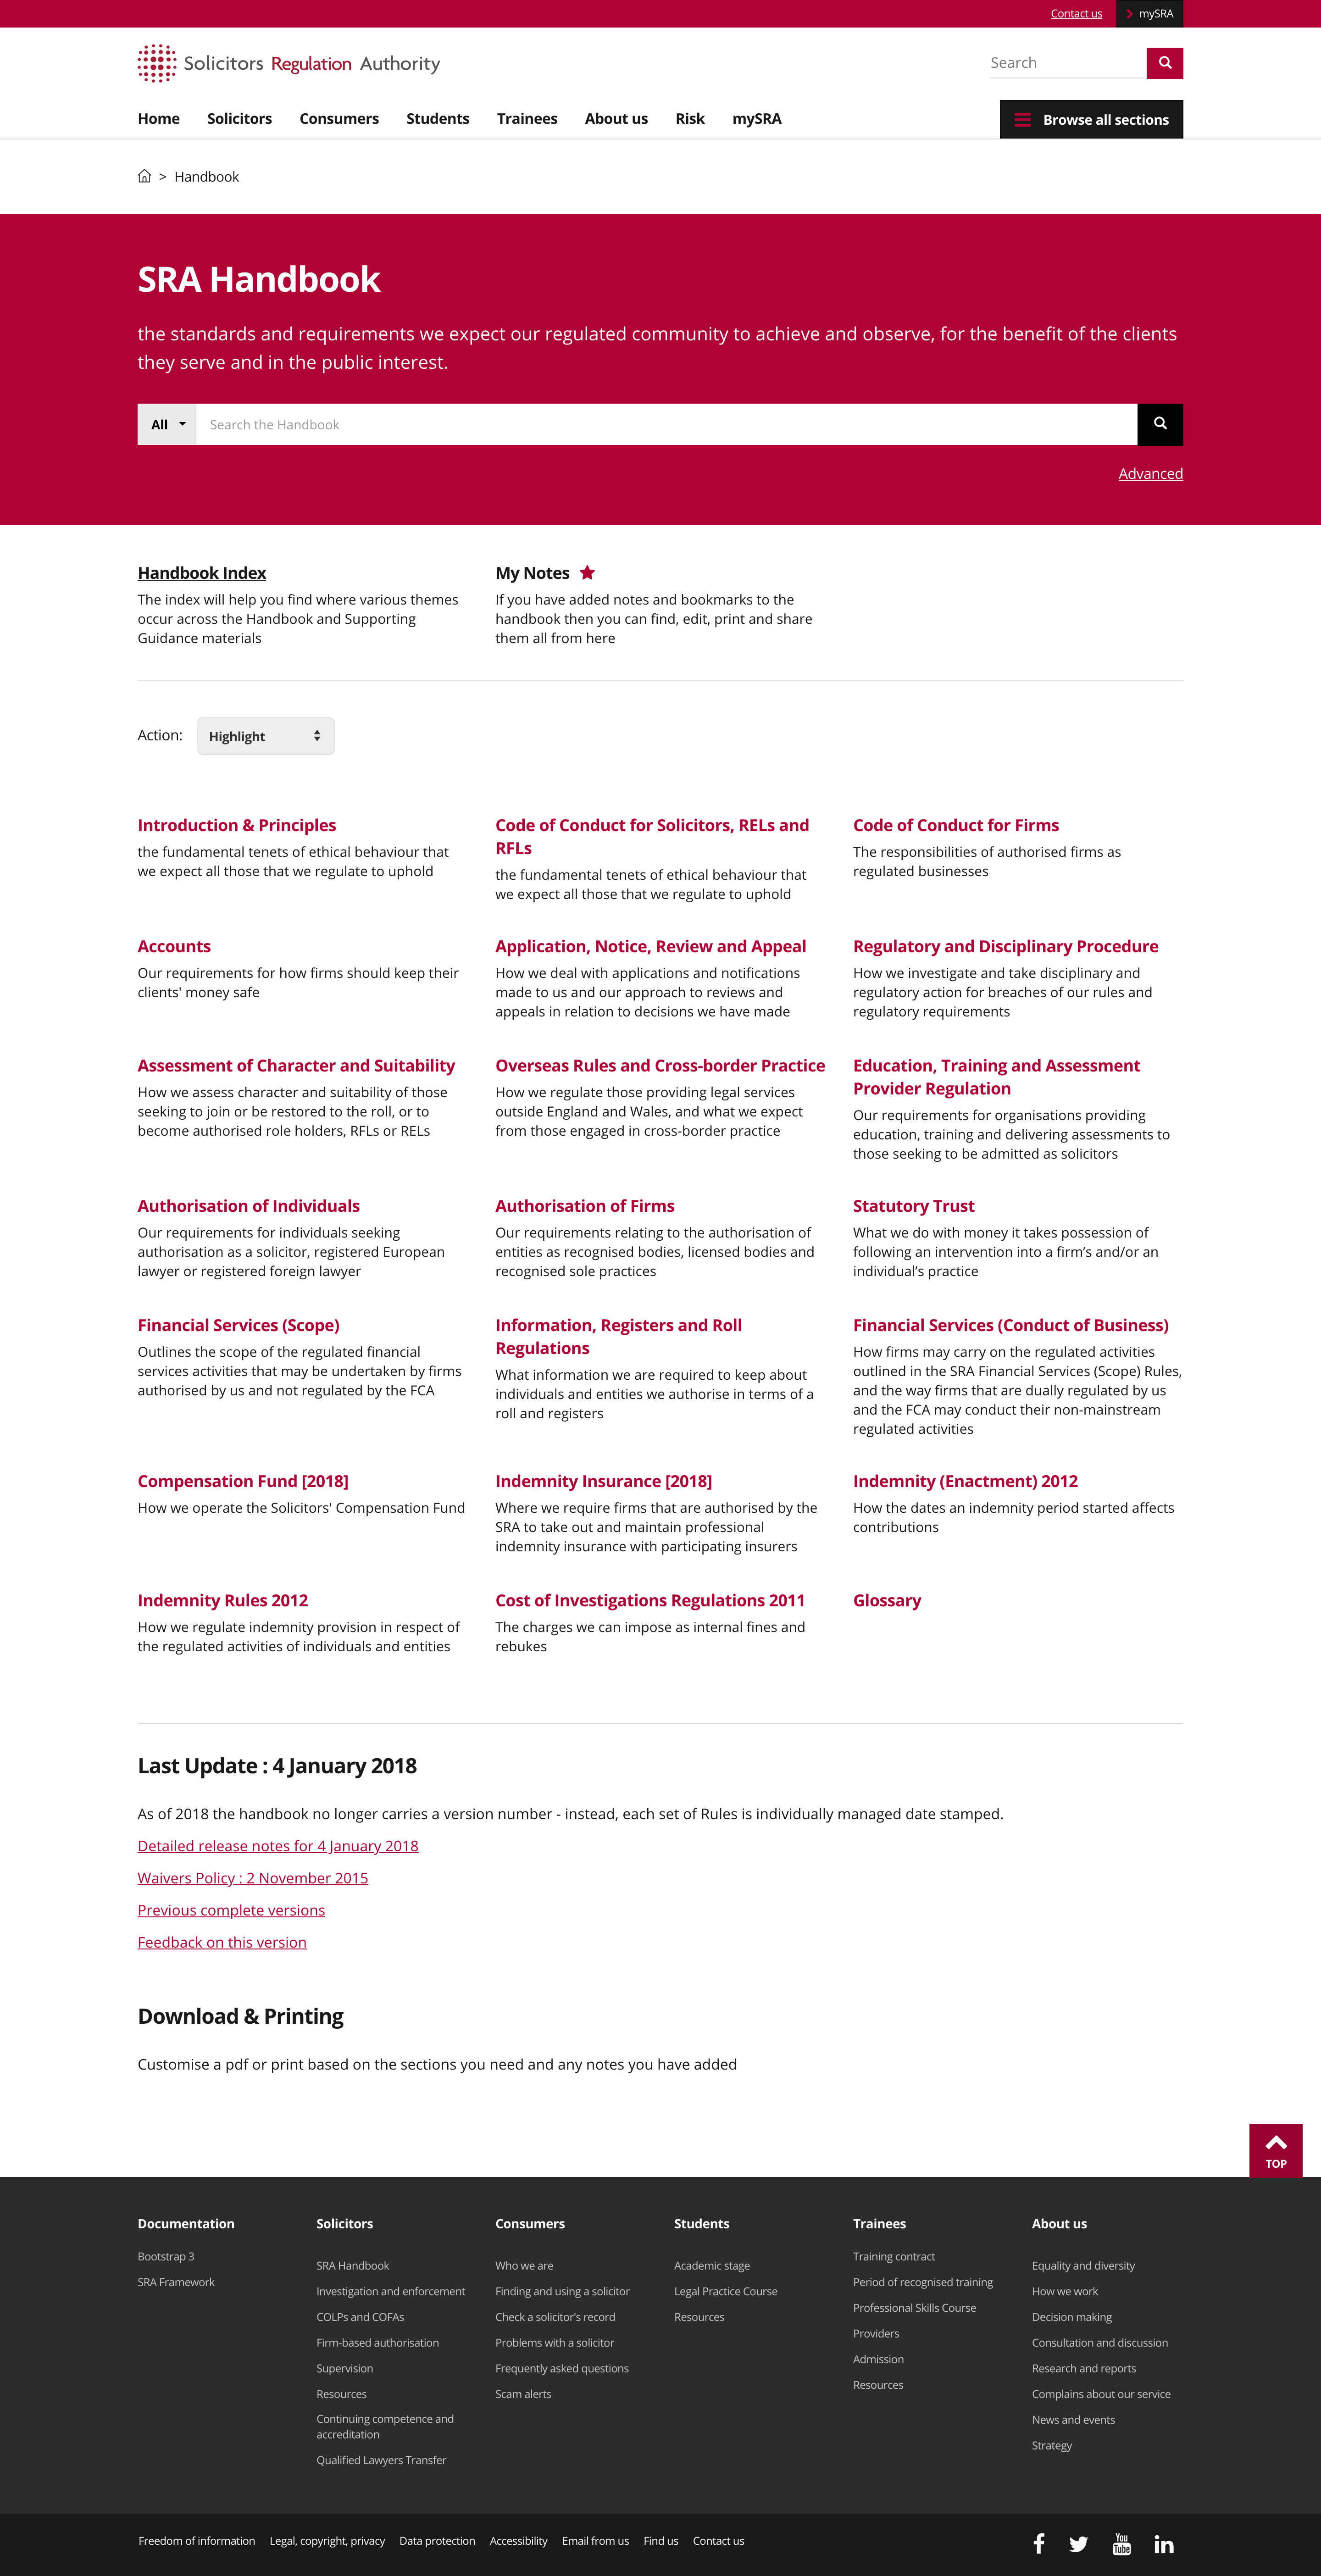 Contact us
mySRA
Solicitors Regulation Authority
Search
Home Solicitors Consumers Students Trainees About us Risk mySRA
Browse all sections
> Handbook
SRA Handbook
the standards and requirements we expect our regulated community to achieve and observe, for the benefit of the clients
they serve and in the public interest.
All
Search the Handbook
Advanced
Handbook Index
The index will help you find where various themes
occur across the Handbook and Supporting
Guidance materials
My Notes
If you have added notes and bookmarks to the
handbook then you can find, edit, print and share
them all from here
Action:
Highlight
Introduction & Principles
the fundamental tenets of ethical behaviour that
we expect all those that we regulate to uphold
Code of Conduct for Solicitors, RELs and
RFLs
the fundamental tenets of ethical behaviour that
we expect all those that we regulate to uphold
Code of Conduct for Firms
The responsibilities of authorised firms as
regulated businesses
Accounts
Our requirements for how firms should keep their
clients' money safe
Application, Notice, Review and Appeal
How we deal with applications and notifications
made to us and our approach to reviews and
appeals in relation to decisions we have made
Regulatory and Disciplinary Procedure
How we investigate and take disciplinary and
regulatory action for breaches of our rules and
regulatory requirements
Assessment of Character and Suitability
How we assess character and suitability of those
seeking to join or be restored to the roll, or to
become authorised role holders, RFLs or RELs
Overseas Rules and Cross-border Practice
How we regulate those providing legal services
outside England and Wales, and what we expect
from those engaged in cross-border practice
Education, Training and Assessment
Provider Regulation
Our requirements for organisations providing
education, training and delivering assessments to
those seeking to be admitted as solicitors
Authorisation of Individuals
Our requirements for individuals seeking
authorisation as a solicitor, registered European
lawyer or registered foreign lawyer
Authorisation of Firms
Our requirements relating to the authorisation of
entities as recognised bodies, licensed bodies and
recognised sole practices
Statutory Trust
What we do with money it takes possession of
following an intervention into a firm’s and/or an
individual’s practice
Financial Services (Scope)
Outlines the scope of the regulated financial
services activities that may be undertaken by firms
authorised by us and not regulated by the FCA
Information, Registers and Roll
Regulations
What information we are required to keep about
individuals and entities we authorise in terms of a
roll and registers
Financial Services (Conduct of Business)
How firms may carry on the regulated activities
outlined in the SRA Financial Services (Scope) Rules,
and the way firms that are dually regulated by us
and the FCA may conduct their non-mainstream
regulated activities
Compensation Fund [2018]
How we operate the Solicitors' Compensation Fund
Indemnity Insurance [2018]
Where we require firms that are authorised by the
SRA to take out and maintain professional
indemnity insurance with participating insurers
Indemnity (Enactment) 2012
How the dates an indemnity period started affects
contributions
Indemnity Rules 2012
How we regulate indemnity provision in respect of
the regulated activities of individuals and entities
Cost of Investigations Regulations 2011
The charges we can impose as internal fines and
rebukes
Glossary
Last Update : 4 January 2018
As of 2018 the handbook no longer carries a version number - instead, each set of Rules is individually managed date stamped.
Detailed release notes for 4 January 2018
Waivers Policy : 2 November 2015
Previous complete versions
Feedback on this version
Download & Printing
Customise a pdf or print based on the sections you need and any notes you have added
TOP
Documentation
Bootstrap 3
SRA Framework
Solicitors
SRA Handbook
Investigation and enforcement
COLPs and COFAs
Firm-based authorisation
Supervision
Resources
Continuing competence and
accreditation
Qualified Lawyers Transfer
Consumers
Who we are
Finding and using a solicitor
Check a solicitor's record
Problems with a solicitor
Frequently asked questions
Scam alerts
Students
Academic stage
Legal Practice Course
Resources
Trainees
Training contract
Period of recognised training
Professional Skills Course
Providers
Admission
Resources
About us
Equality and diversity
How we work
Decision making
Consultation and discussion
Research and reports
Complains about our service
News and events
Strategy
Freedom of information Legal, copyright, privacy Data protection Accessibility Email from us Find us Contact us
You
Tube